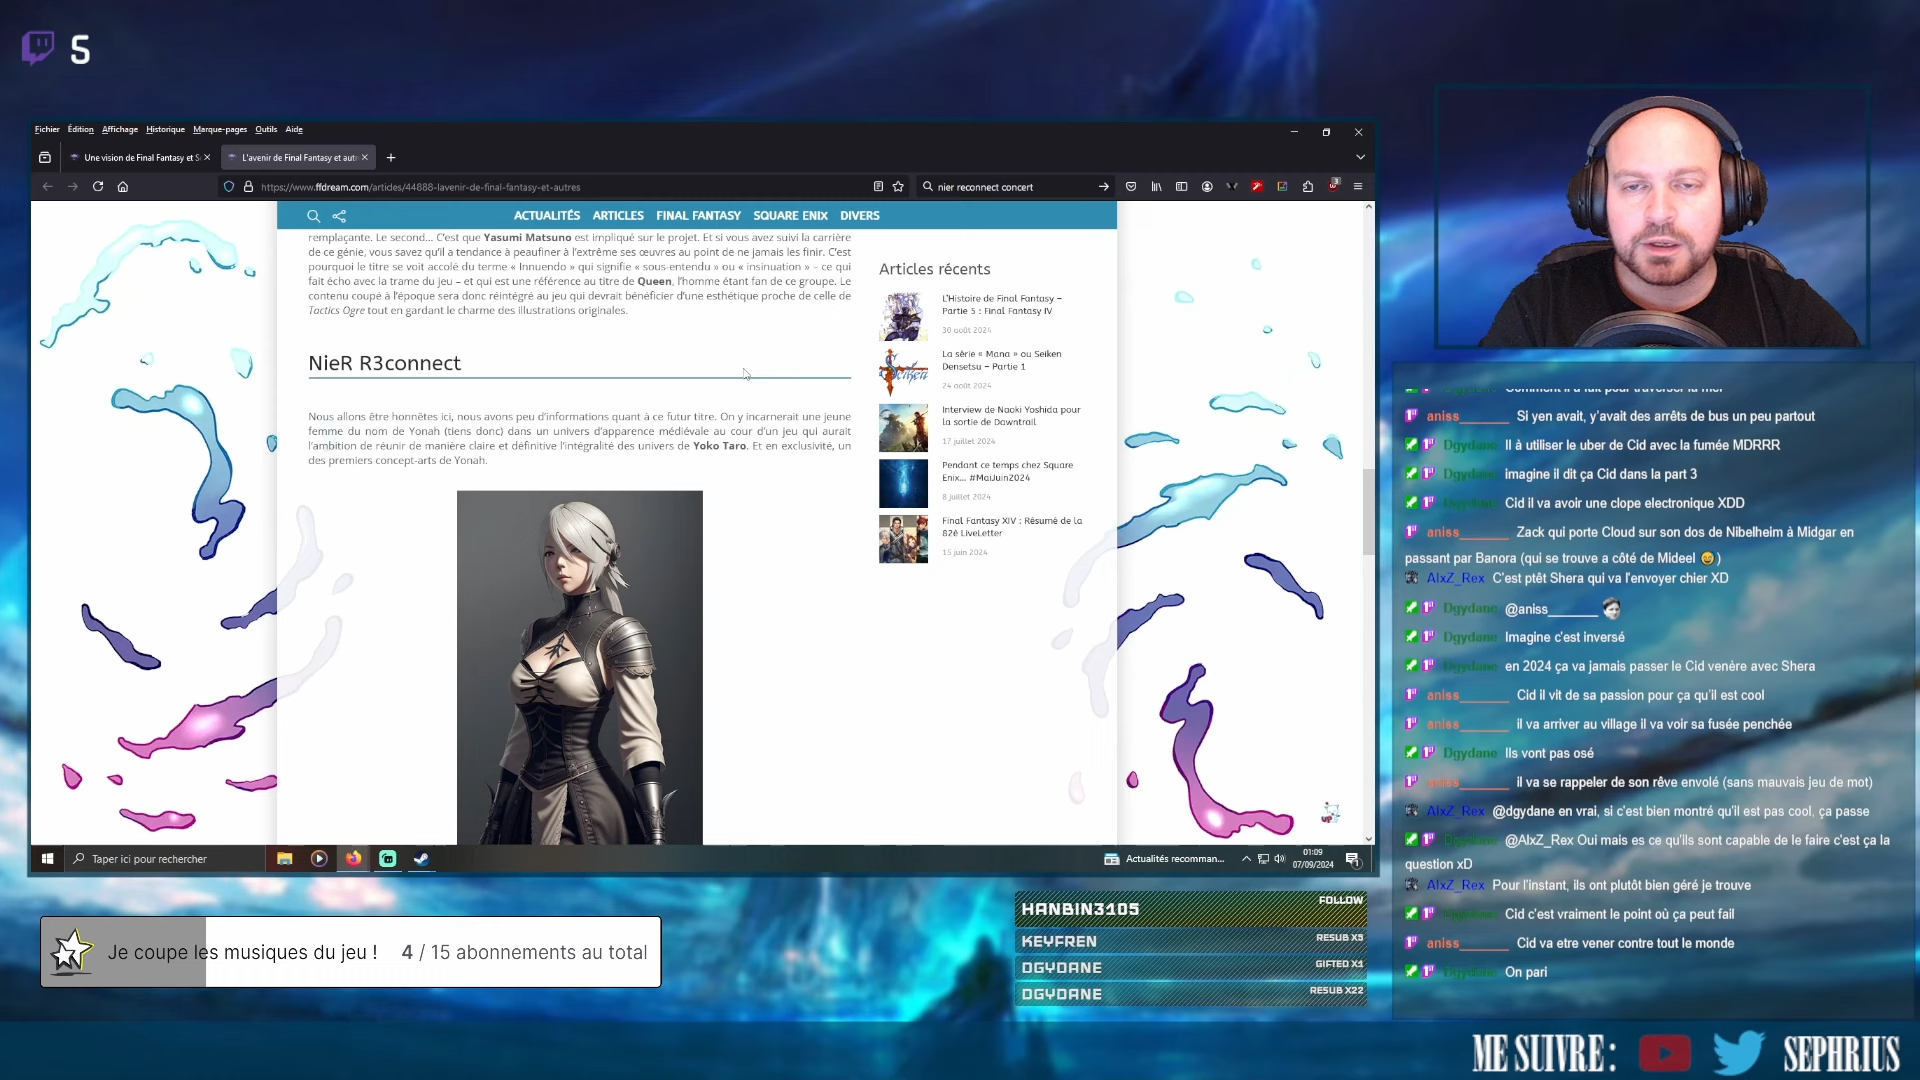 5
Fichier Édition Affichage Historique Marque-pages Outils Aide
Une vision de Final Fantasy et S
L'avenir de Final Fantasy et autr
https://www.ffdream.com/articles/44888-lavenir-de-final-fantasy-et-autres
nier reconnect concert
ACTUALITÉS ARTICLES FINAL FANTASY SQUARE ENIX DIVERS
remplaçante. Le second... C'est que Yasumi Matsuno est impliqué sur le projet. Et si vous avez suivi la carrière
de ce génie, vous savez qu'il a tendance à peaufiner à l'extrême ses œuvres au point de ne jamais les finir. C'est
pourquoi le titre se voit accolé du terme « Innuendo » qui signifie « sous-entendu » ou « insinuation » – ce qui
fait écho avec la trame du jeu – et qui est une référence au titre de Queen, l'homme étant fan de ce groupe. Le
contenu coupé à l'époque sera donc réintégré au jeu qui devrait bénéficier d'une esthétique proche de celle de
Tactics Ogre tout en gardant le charme des illustrations originales.
NieR R3connect
Nous allons être honnêtes ici, nous avons peu d'informations quant à ce futur titre. On y incarnerait une jeune
femme du nom de Yonah (tiens donc) dans un univers d'apparence médiévale au cour d'un jeu qui aurait
l'ambition de réunir de manière claire et définitive l'intégralité des univers de Yoko Taro. Et en exclusivité, un
des premiers concept-arts de Yonah.
Articles récents
L'Histoire de Final Fantasy –
Partie 5 : Final Fantasy IV
30 août 2024
La série « Mana » ou Seiken
Densetsu – Partie 1
24 août 2024
Interview de Naoki Yoshida pour
la sortie de Dawntrail
17 juillet 2024
Pendant ce temps chez Square
Enix... #MaiJuin2024
8 juillet 2024
Final Fantasy XIV : Résumé de la
82è LiveLetter
15 juin 2024
Taper ici pour rechercher
Actualités recomman...
01:09
07/09/2024
aniss_______ Si yen avait, y'avait des arrêts de bus un peu partout
Dgydane Il à utiliser le uber de Cid avec la fumée MDRRR
Dgydane imagine il dit ça Cid dans la part 3
Dgydane Cid il va avoir une clope electronique XDD
aniss_______ Zack qui porte Cloud sur son dos de Nibelheim à Midgar en
passant par Banora (qui se trouve a côté de Mideel 😅)
AlxZ_Rex C'est ptêt Shera qui va l'envoyer chier XD
Dgydane @aniss_______
Dgydane Imagine c'est inversé
Dgydane en 2024 ça va jamais passer le Cid venère avec Shera
aniss_______ Cid il vit de sa passion pour ça qu'il est cool
aniss_______ il va arriver au village il va voir sa fusée penchée
Dgydane Ils vont pas osé
aniss_______ il va se rappeler de son rêve envolé (sans mauvais jeu de mot)
AlxZ_Rex @dgydane en vrai, si c'est bien montré qu'il est pas cool, ça passe
Dgydane @AlxZ_Rex Oui mais es ce qu'ils sont capable de le faire c'est ça la
question xD
AlxZ_Rex Pour l'instant, ils ont plutôt bien géré je trouve
Dgydane Cid c'est vraiment le point où ça peut fail
aniss_______ Cid va etre vener contre tout le monde
Dgydane On pari
Je coupe les musiques du jeu ! 4 / 15 abonnements au total
HANBIN3105 FOLLOW
KEYFREN RESUB X5
DGYDANE GIFTED X1
DGYDANE RESUB X22
ME SUIVRE : SEPHRIUS